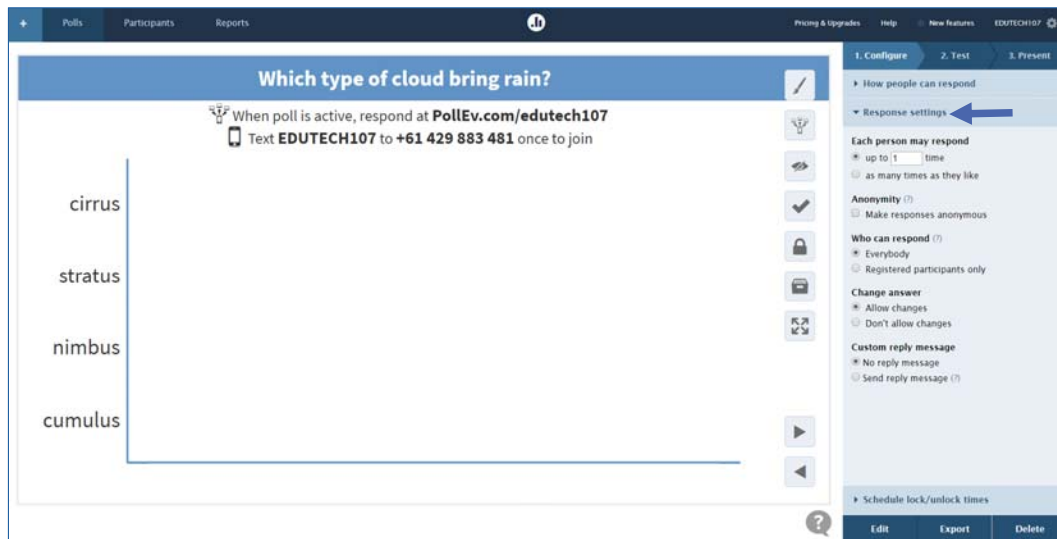 + Polls Participants Reports Pricing & Upgrades Help New features EDUTECH107
Which type of cloud bring rain?
When poll is active, respond at PollEv.com/edutech107
Text EDUTECH107 to +61 429 883 481 once to join
cirrus
stratus
nimbus
cumulus
?
1. Configure 2. Test 3. Present
How people can respond
Response settings
Each person may respond
up to 1 time
as many times as they like
Anonymity (?)
Make responses anonymous
Who can respond (?)
Everybody
Registered participants only
Change answer
Allow changes
Don't allow changes
Custom reply message
No reply message
Send reply message (?)
Schedule lock/unlock times
Edit Export Delete